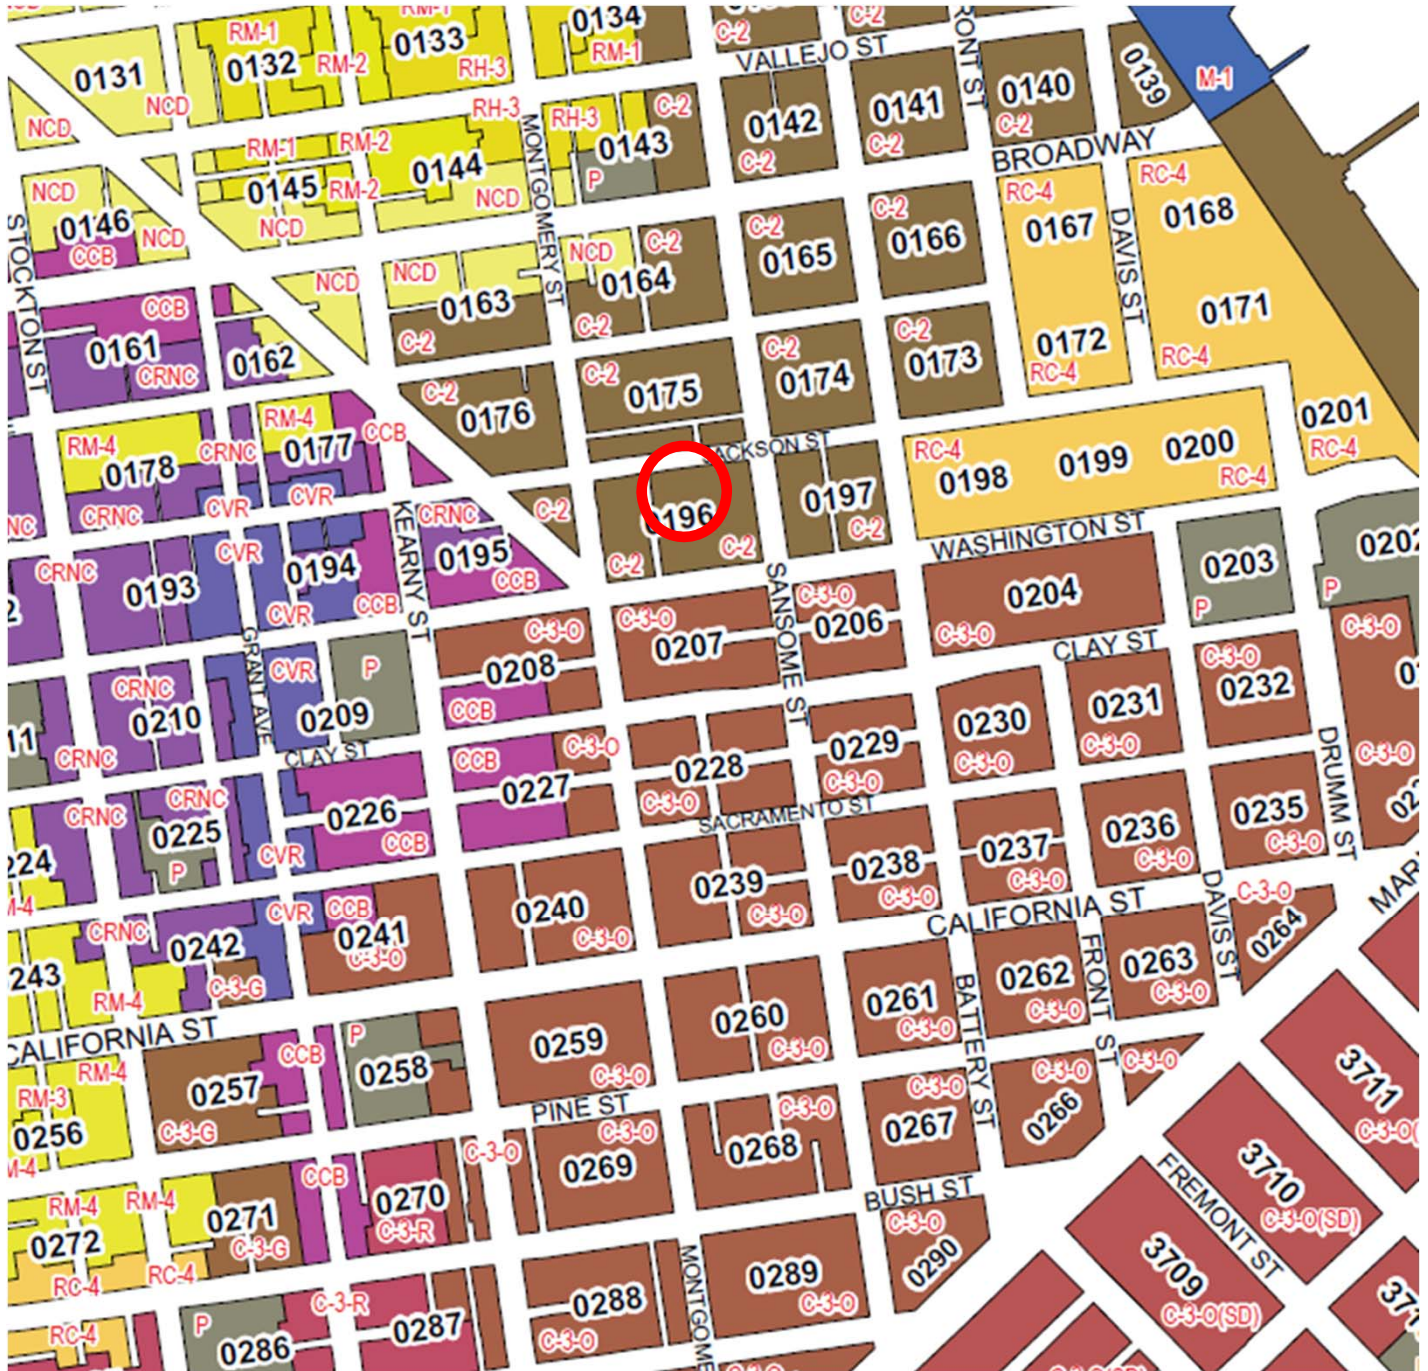 0131
NCD
NCD
RM-1
0132
RM-2
RM-1
0133
RH-3
0134
RM-1
C-2
C-2
VALLEJO ST
0142
C-2
0141
C-2
0140
C-2
0139
M-1
BROADWAY
NCD
0146
NCD
CCB
RM-1
RM-2
0145
RM-2
NCD
RH-3
0144
NCD
MONTGOMERY ST
RH-3
C-2
0143
P
C-2
0165
C-2
0166
RC-4
0167
DAVIS ST
RC-4
0168
STOCKTON ST
CCB
0161
CRNC
0162
NCD
NCD
0163
C-2
NCD
C-2
0164
C-2
C-2
0174
C-2
0173
0172
RC-4
0171
RC-4
RM-4
0178
CRNC
CRNC
RM-4
0177
CCB
CVR
C-2
0176
C-2
0175
JACKSON ST
RC-4
0198
0199
0200
RC-4
0201
RC-4
CRNC
0193
CVR
0194
CVR
CCB
KEARNY ST
CRNC
0195
CCB
C-2
0196
C-2
C-2
0197
C-2
WASHINGTON ST
0203
P
0202
P
GRANT AVE
C-3-O
0208
CCB
C-3-O
0207
SANSOME ST
C-3-O
0206
0204
C-3-O
CLAY ST
CRNC
0210
CRNC
CVR
P
0209
CLAY ST
CCB
C-3-O
0227
0228
C-3-O
0229
C-3-O
0230
C-3-O
0231
C-3-O
C-3-O
0232
C-3-O
C-3-O
DRUMM ST
CRNC
CRNC
0225
P
CVR
0226
CCB
SACRAMENTO ST
0239
C-3-O
0238
C-3-O
0237
C-3-O
0236
C-3-O
0235
C-3-O
CRNC
0242
C-3-G
RM-4
CVR
CCB
0241
C-3-O
0240
C-3-O
CALIFORNIA ST
DAVIS ST
C-3-O
0264
CALIFORNIA ST
RM-4
RM-3
0256
0257
C-3-G
CCB
P
0258
0259
C-3-O
0260
C-3-O
0261
C-3-O
BATTERY ST
0262
C-3-O
FRONT ST
0263
C-3-O
PINE ST
C-3-O
C-3-O
0269
C-3-O
0268
C-3-O
0267
C-3-O
0266
C-3-O
3711
RM-4
0272
RC-4
RM-4
0271
C-3-G
RC-4
CCB
0270
C-3-R
BUSH ST
C-3-O
0290
FREMONT ST
3710
C-3-O(SD)
3709
C-3-O(SD)
RC-4
P
0286
C-3-R
0287
0288
C-3-O
0289
C-3-O